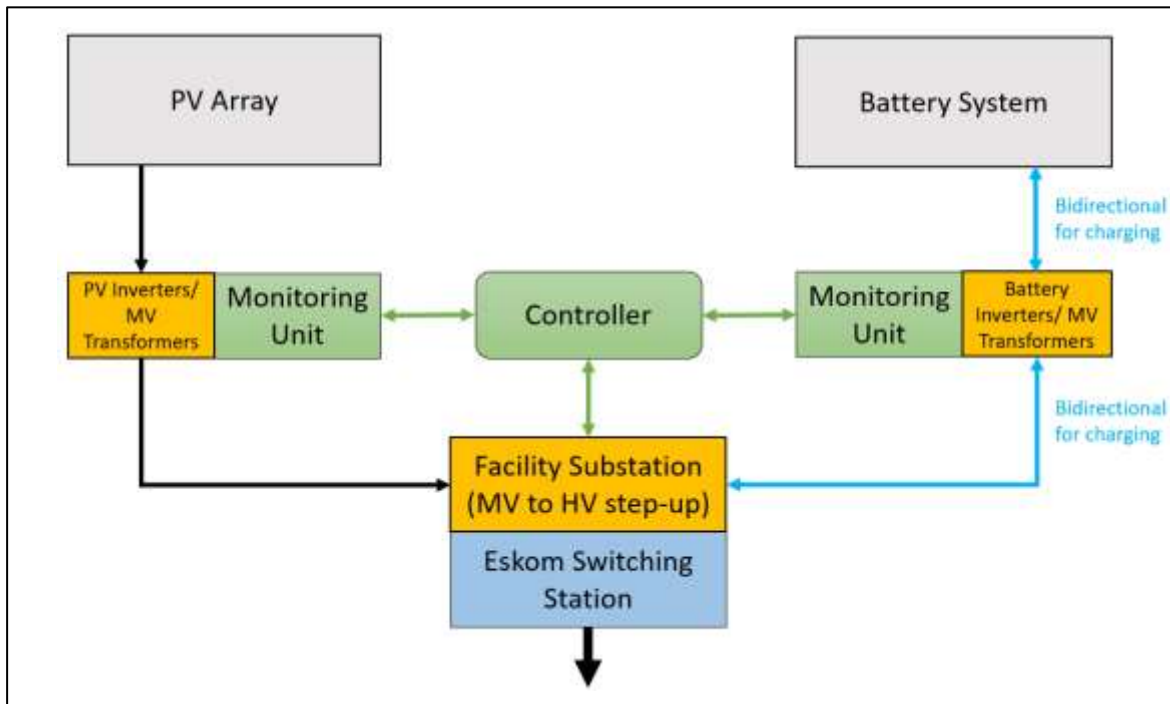 PV Array
Battery System
Bidirectional
for charging
PV Inverters/
MV
Transformers
Monitoring
Unit
Controller
Monitoring
Unit
Battery
Inverters/ MV
Transformers
Bidirectional
for charging
Facility Substation
(MV to HV step-up)
Eskom Switching
Station